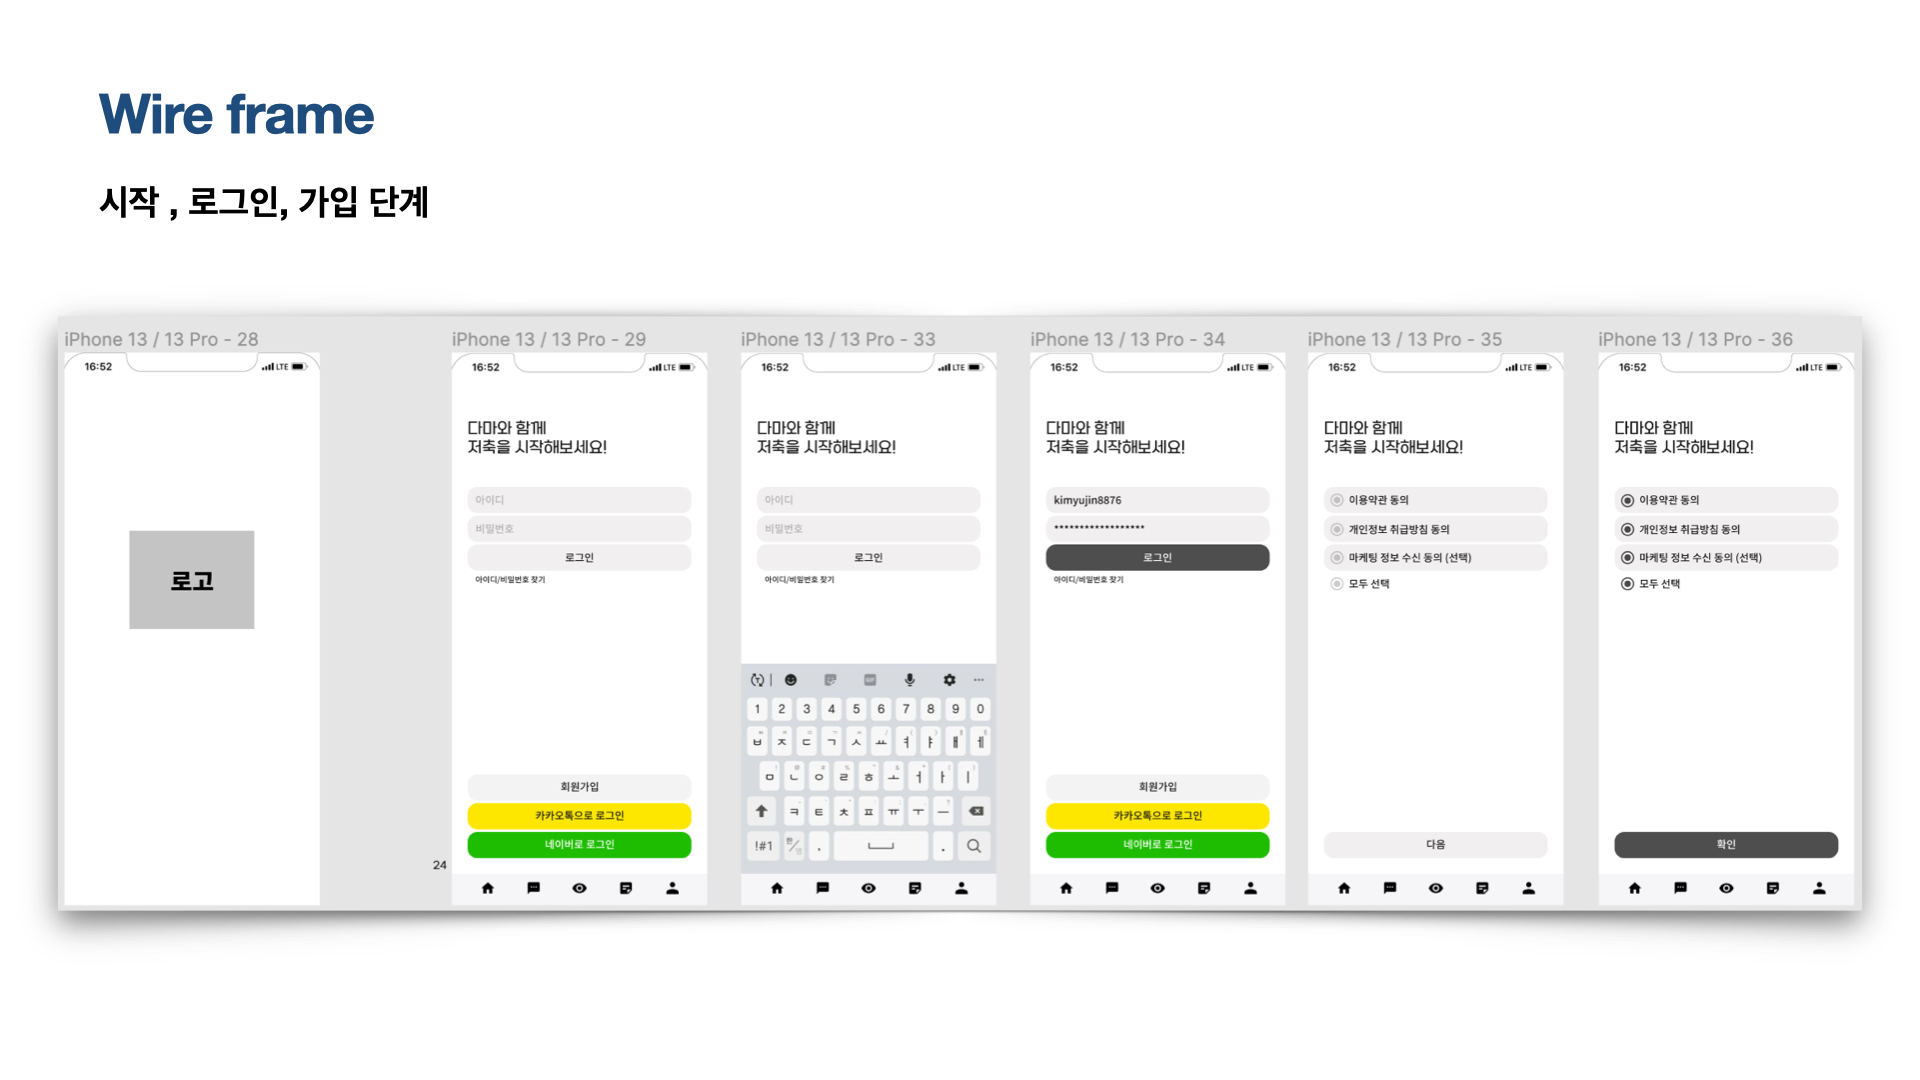 Wire frame
시작 , 로그인, 가입 단계
iPhone 13 / 13 Pro - 28
16:52
LTE
로고
24
iPhone 13 / 13 Pro - 29
16:52
LTE
다마와 함께
저축을 시작해보세요!
아이디
비밀번호
로그인
아이디/비밀번호 찾기
회원가입
카카오톡으로 로그인
네이버로 로그인
iPhone 13 / 13 Pro - 33
16:52
LTE
다마와 함께
저축을 시작해보세요!
아이디
비밀번호
로그인
아이디/비밀번호 찾기
1 2 3 4 5 6 7 8 9 0
ㅂ ㅈ ㄷ ㄱ ㅅ ㅛ ㅕ ㅑ ㅐ ㅔ
ㅁ ㄴ ㅇ ㄹ ㅎ ㅗ ㅓ ㅏ ㅣ
ㅋ ㅌ ㅊ ㅍ ㅠ ㅜ ㅡ
!#1 . .
iPhone 13 / 13 Pro - 34
16:52
LTE
다마와 함께
저축을 시작해보세요!
kimyujin8876
******************
로그인
아이디/비밀번호 찾기
회원가입
카카오톡으로 로그인
네이버로 로그인
iPhone 13 / 13 Pro - 35
16:52
LTE
다마와 함께
저축을 시작해보세요!
이용약관 동의
개인정보 취급방침 동의
마케팅 정보 수신 동의 (선택)
모두 선택
다음
iPhone 13 / 13 Pro - 36
16:52
LTE
다마와 함께
저축을 시작해보세요!
이용약관 동의
개인정보 취급방침 동의
마케팅 정보 수신 동의 (선택)
모두 선택
확인